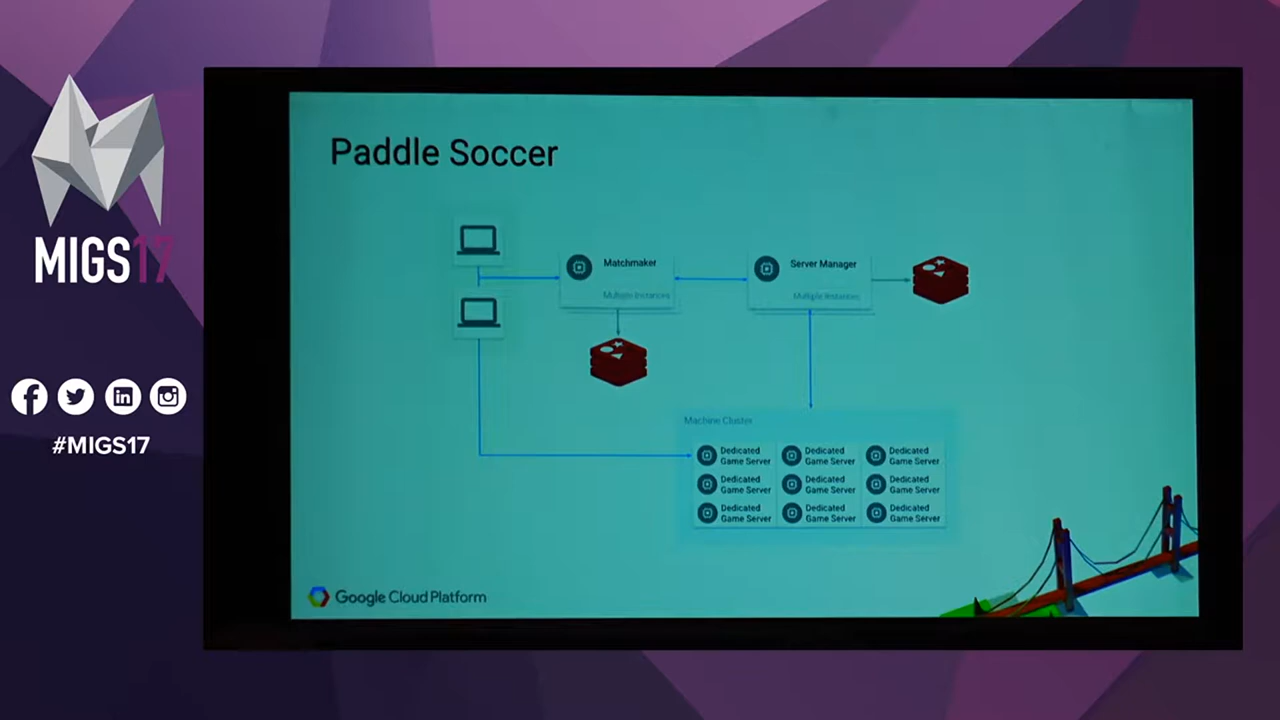 MIGS17
#MIGS17
Paddle Soccer
Matchmaker
Multiple Instances
Server Manager
Multiple Instances
Machine Cluster
Dedicated
Game Server
Dedicated
Game Server
Dedicated
Game Server
Dedicated
Game Server
Dedicated
Game Server
Dedicated
Game Server
Dedicated
Game Server
Dedicated
Game Server
Dedicated
Game Server
Google Cloud Platform